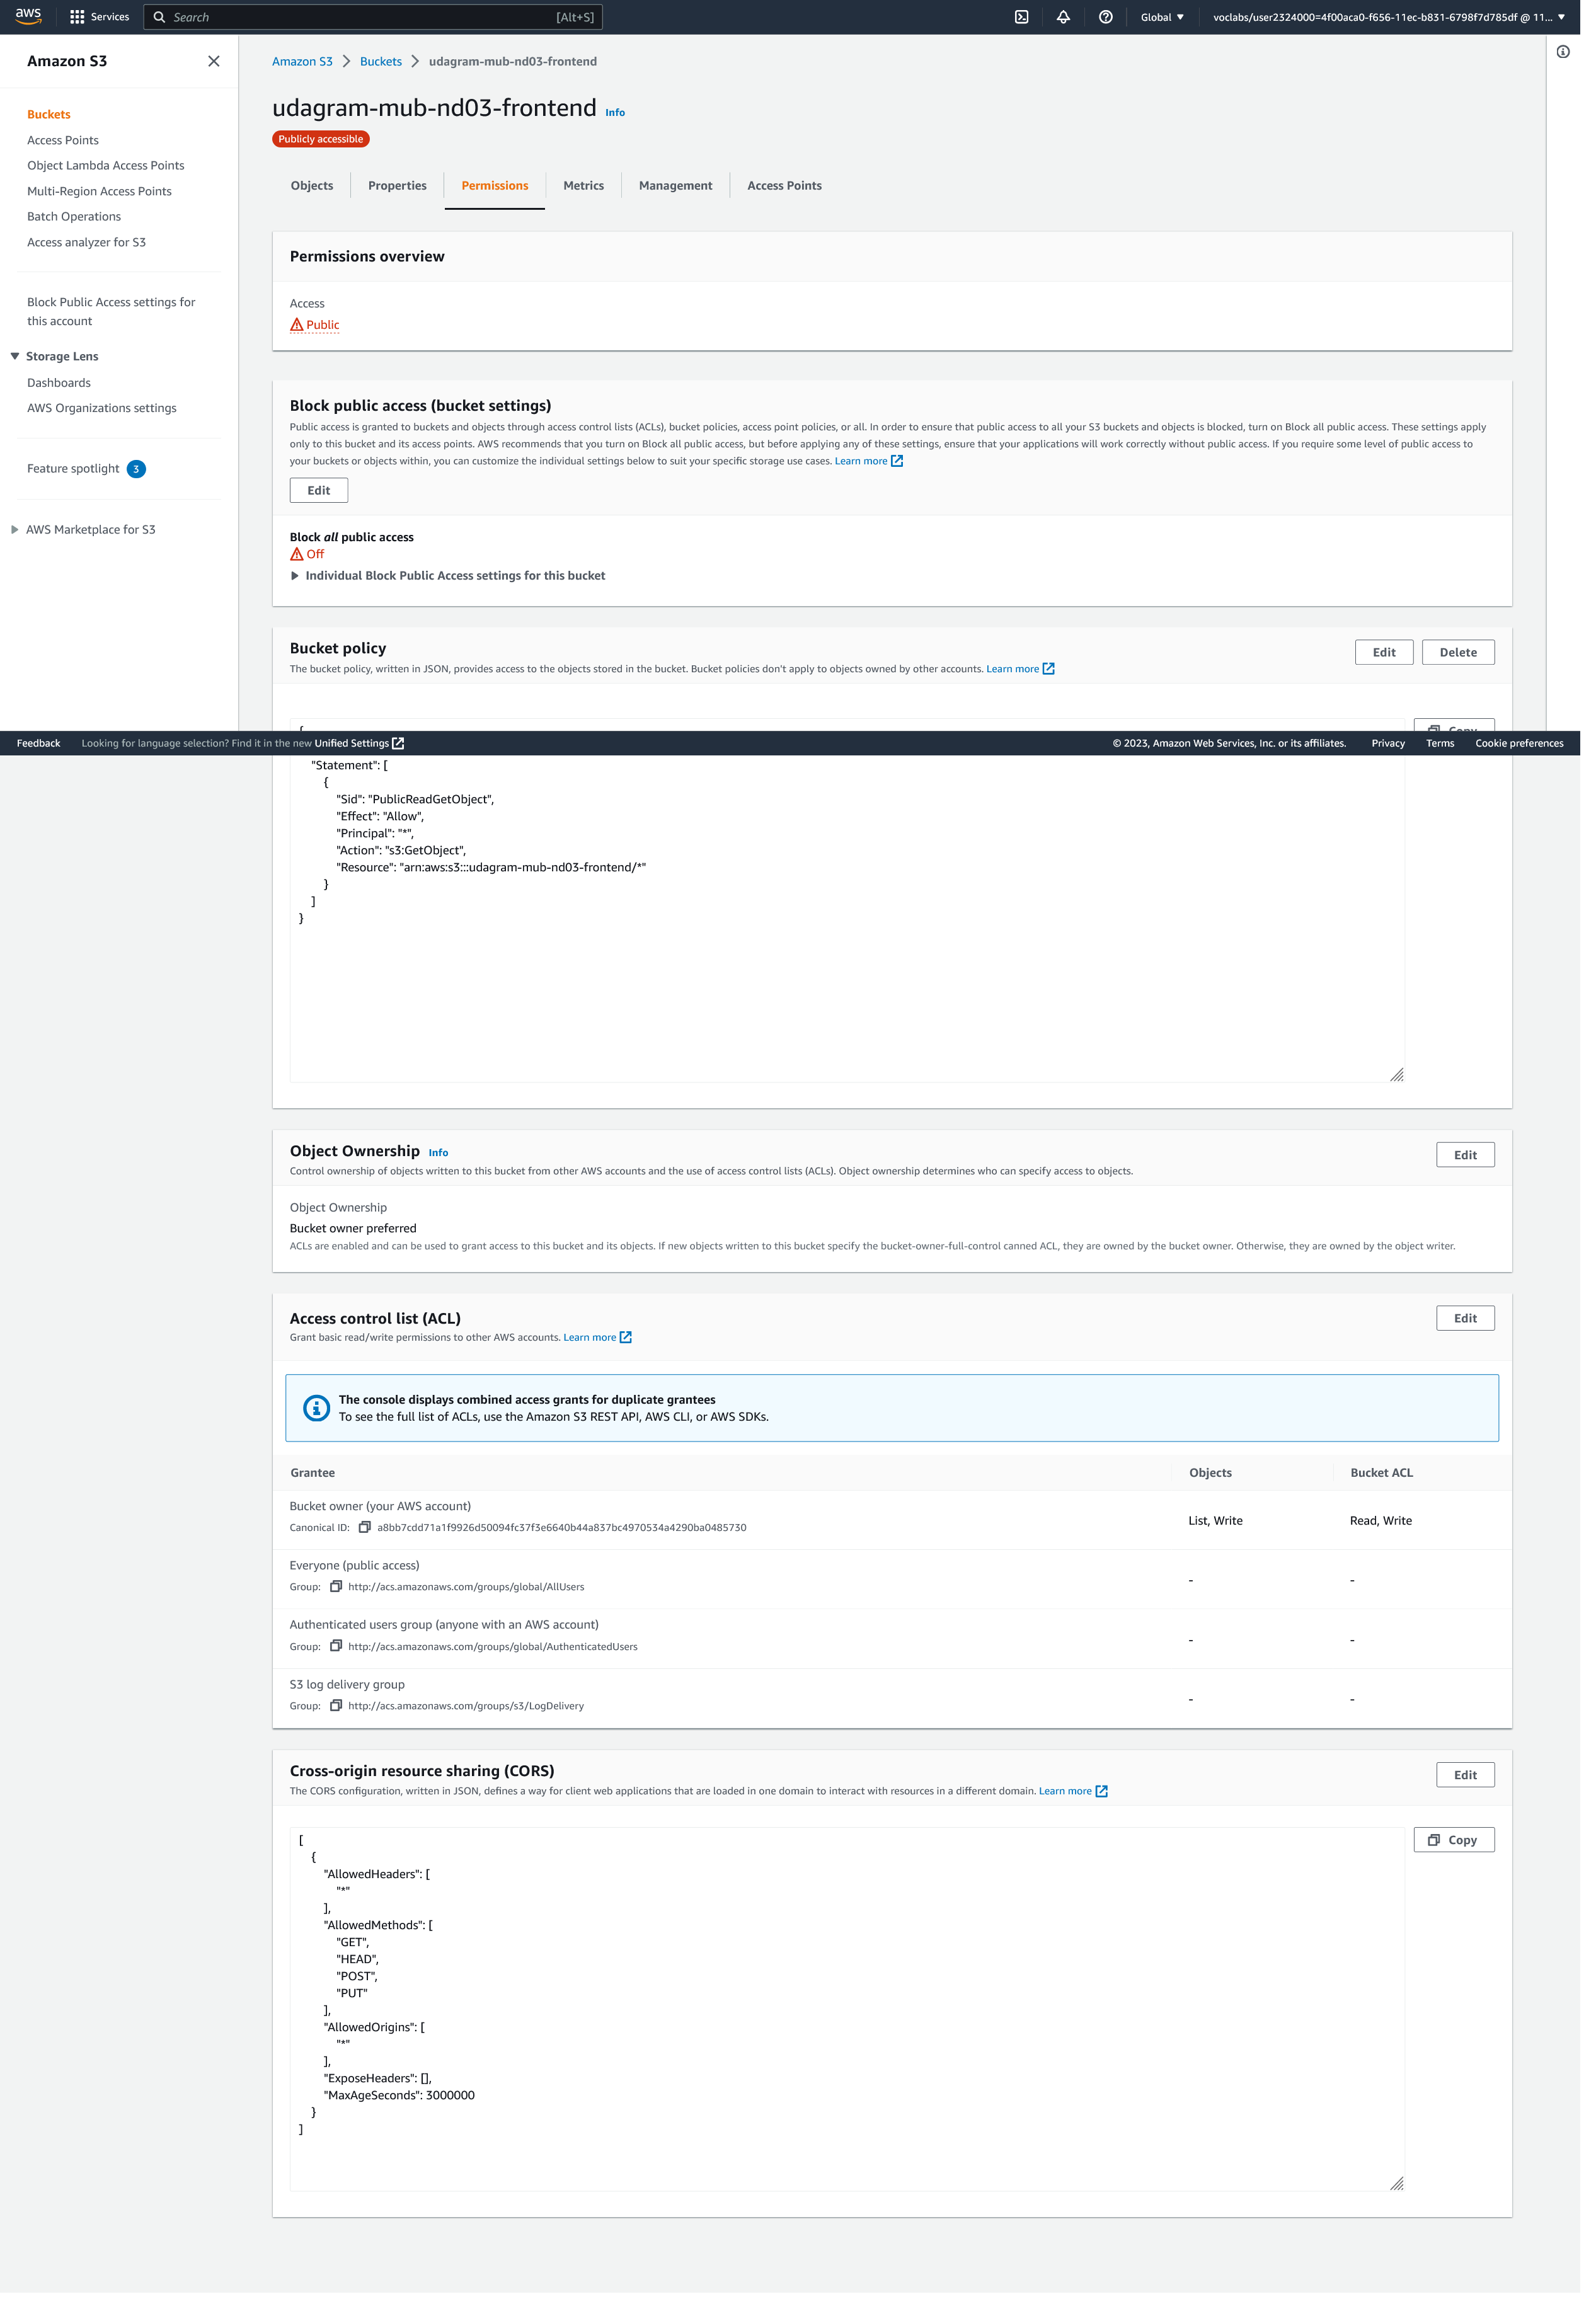 aws
Services
Search
[Alt+S]
Global
voclabs/user2324000=4f00aca0-f656-11ec-b831-6798f7d785df @ 11...
Amazon S3
Buckets
Access Points
Object Lambda Access Points
Multi-Region Access Points
Batch Operations
Access analyzer for S3
Block Public Access settings for
this account
Storage Lens
Dashboards
AWS Organizations settings
Feature spotlight 3
AWS Marketplace for S3
Amazon S3 > Buckets > udagram-mub-nd03-frontend
udagram-mub-nd03-frontend Info
Publicly accessible
Objects
Properties
Permissions
Metrics
Management
Access Points
Permissions overview
Access
Public
Block public access (bucket settings)
Public access is granted to buckets and objects through access control lists (ACLs), bucket policies, access point policies, or all. In order to ensure that public access to all your S3 buckets and objects is blocked, turn on Block all public access. These settings apply
only to this bucket and its access points. AWS recommends that you turn on Block all public access, but before applying any of these settings, ensure that your applications will work correctly without public access. If you require some level of public access to
your buckets or objects within, you can customize the individual settings below to suit your specific storage use cases. Learn more
Edit
Block all public access
Off
Individual Block Public Access settings for this bucket
Bucket policy
The bucket policy, written in JSON, provides access to the objects stored in the bucket. Bucket policies don't apply to objects owned by other accounts. Learn more
Edit
Delete
{
Copy
Feedback
Looking for language selection? Find it in the new Unified Settings
© 2023, Amazon Web Services, Inc. or its affiliates.
Privacy
Terms
Cookie preferences
"Statement": [
{
"Sid": "PublicReadGetObject",
"Effect": "Allow",
"Principal": "*",
"Action": "s3:GetObject",
"Resource": "arn:aws:s3:::udagram-mub-nd03-frontend/*"
}
]
}
Object Ownership Info
Control ownership of objects written to this bucket from other AWS accounts and the use of access control lists (ACLs). Object ownership determines who can specify access to objects.
Edit
Object Ownership
Bucket owner preferred
ACLs are enabled and can be used to grant access to this bucket and its objects. If new objects written to this bucket specify the bucket-owner-full-control canned ACL, they are owned by the bucket owner. Otherwise, they are owned by the object writer.
Access control list (ACL)
Grant basic read/write permissions to other AWS accounts. Learn more
Edit
The console displays combined access grants for duplicate grantees
To see the full list of ACLs, use the Amazon S3 REST API, AWS CLI, or AWS SDKs.
Grantee
Objects
Bucket ACL
Bucket owner (your AWS account)
Canonical ID: a8bb7cdd71a1f9926d50094fc37f3e6640b44a837bc4970534a4290ba0485730
List, Write
Read, Write
Everyone (public access)
Group: http://acs.amazonaws.com/groups/global/AllUsers
-
-
Authenticated users group (anyone with an AWS account)
Group: http://acs.amazonaws.com/groups/global/AuthenticatedUsers
-
-
S3 log delivery group
Group: http://acs.amazonaws.com/groups/s3/LogDelivery
-
-
Cross-origin resource sharing (CORS)
The CORS configuration, written in JSON, defines a way for client web applications that are loaded in one domain to interact with resources in a different domain. Learn more
Edit
Copy
[
{
"AllowedHeaders": [
"*"
],
"AllowedMethods": [
"GET",
"HEAD",
"POST",
"PUT"
],
"AllowedOrigins": [
"*"
],
"ExposeHeaders": [],
"MaxAgeSeconds": 3000000
}
]